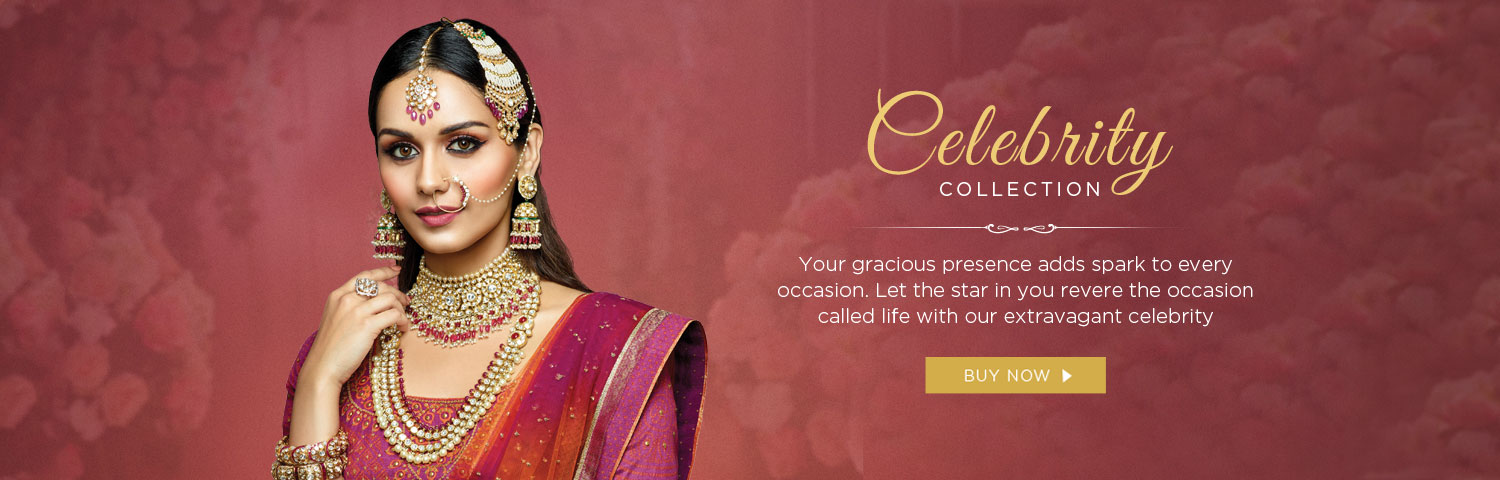 Celebrity
COLLECTION
Your gracious presence adds spark to every
occasion. Let the star in you revere the occasion
called life with our extravagant celebrity
BUY NOW